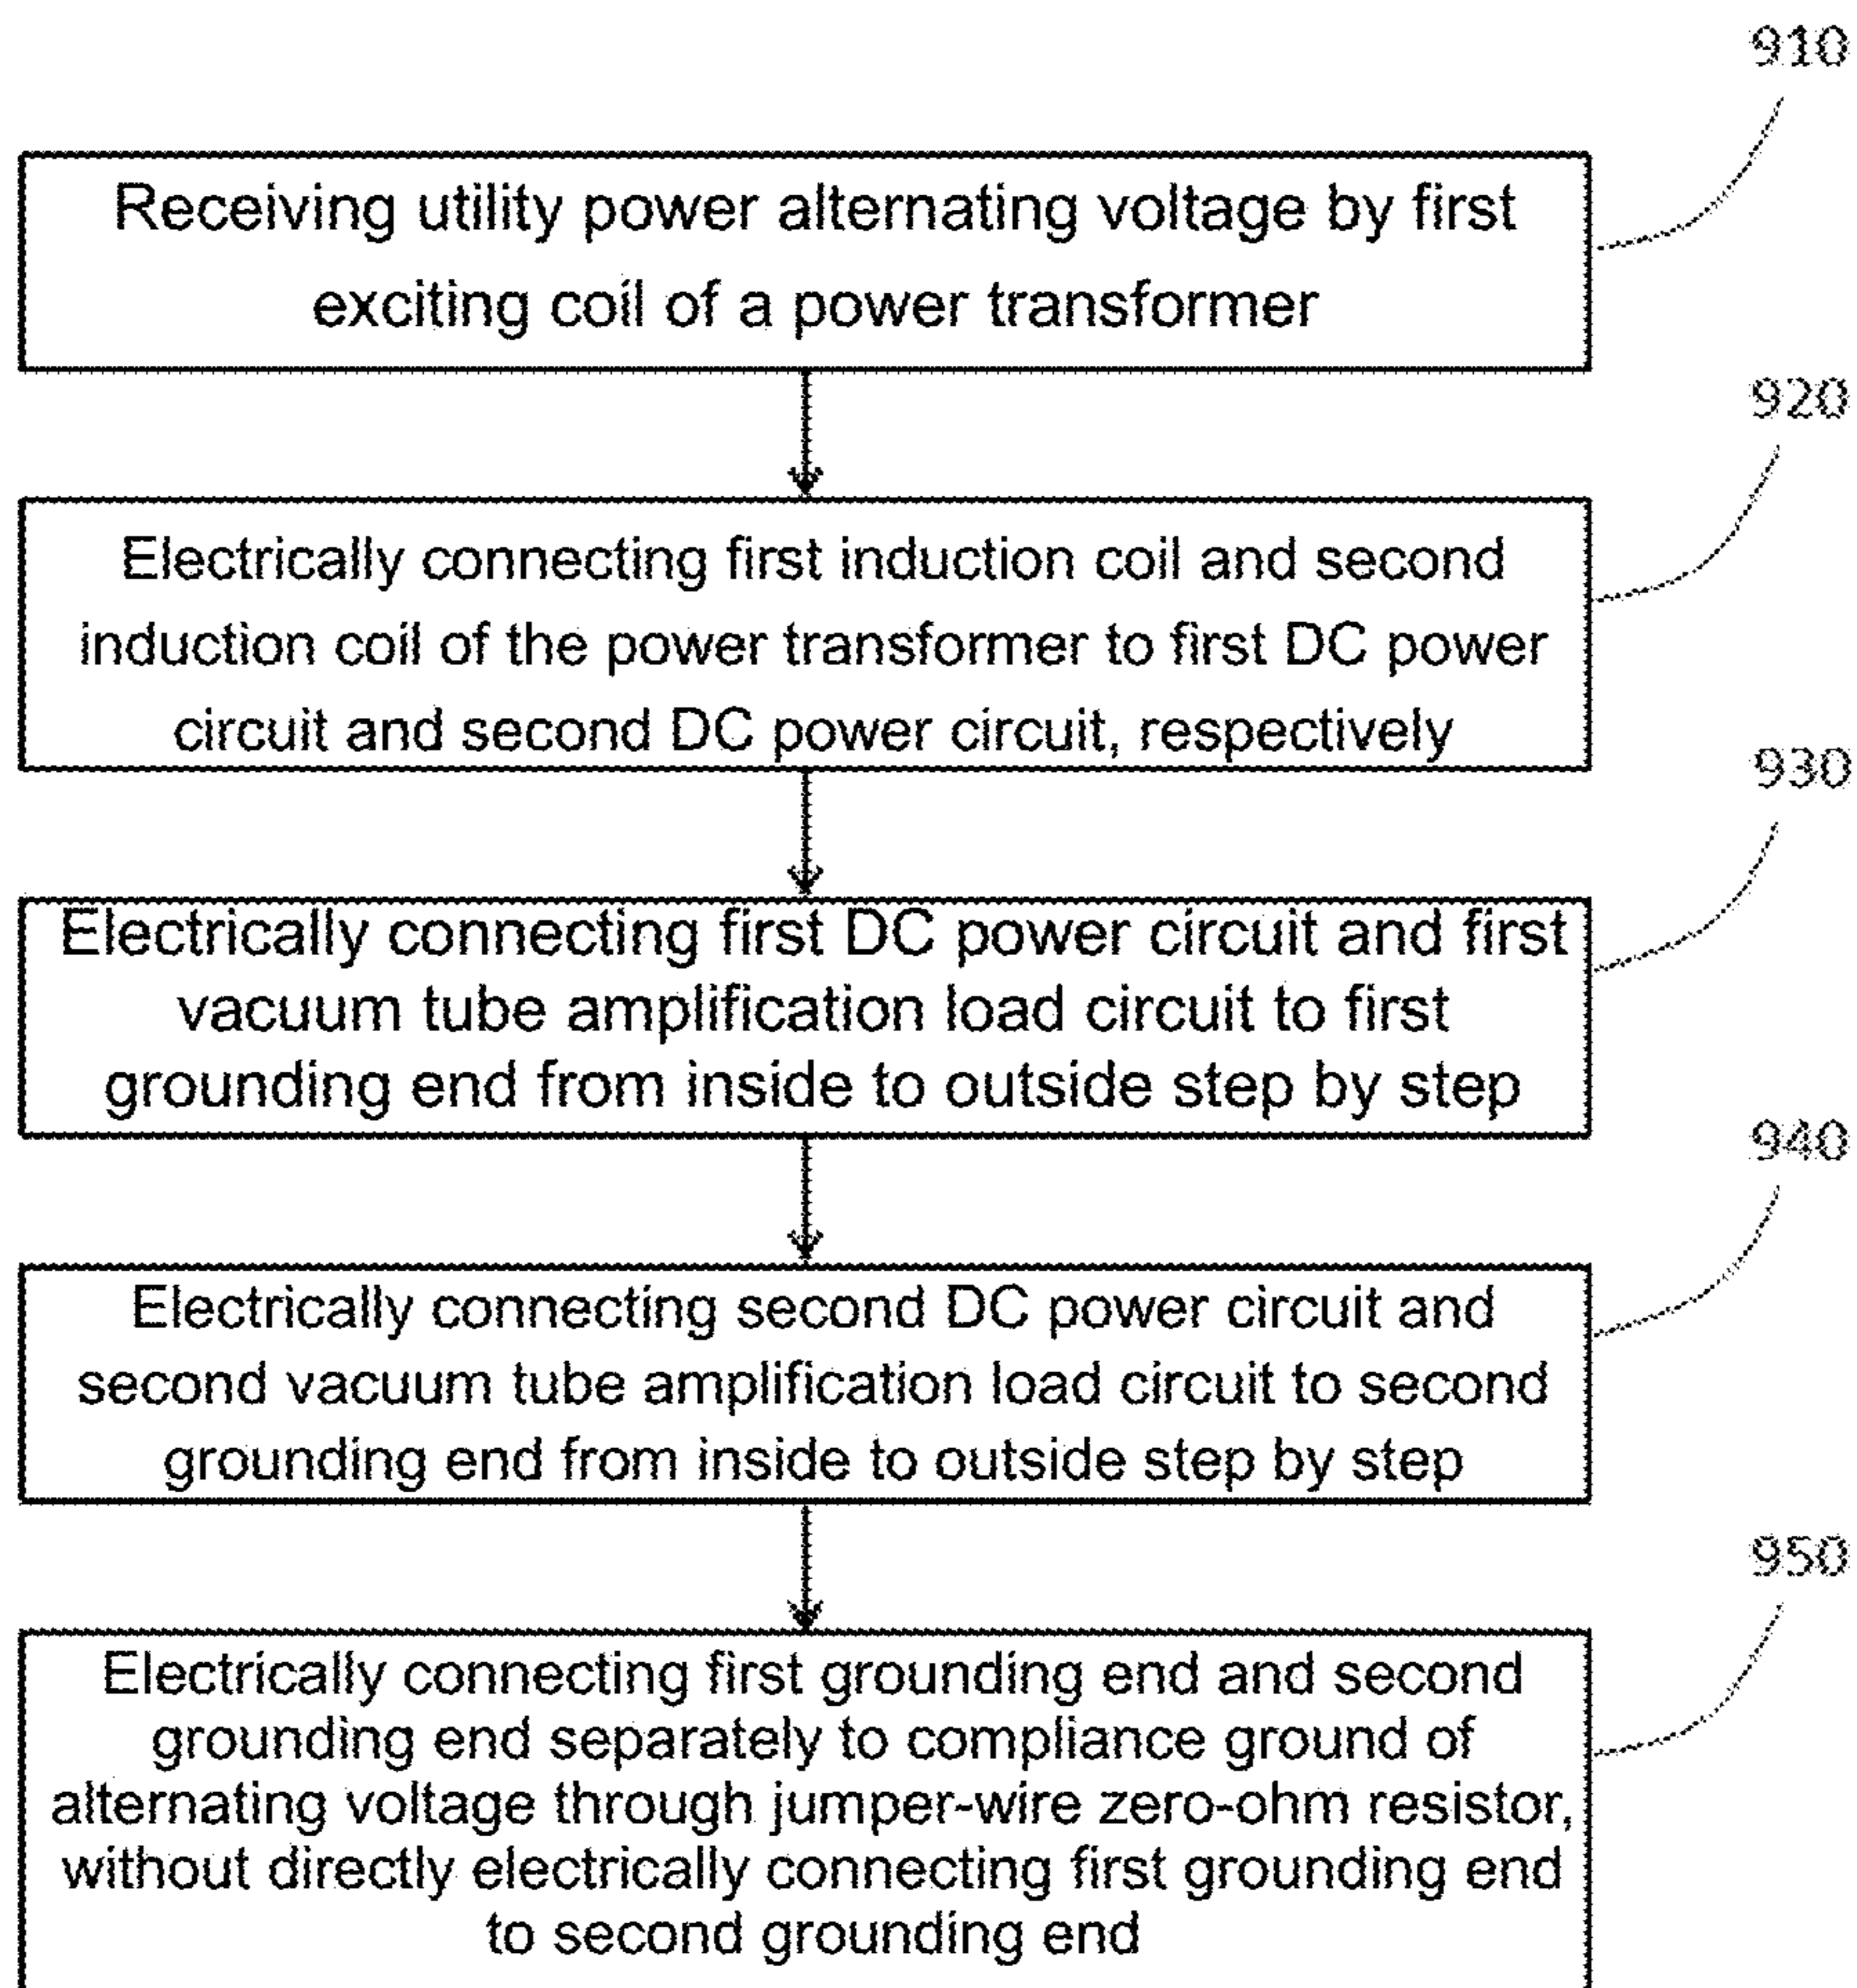 910
Receiving utility power alternating voltage by first
exciting coil of a power transformer
920
Electrically connecting first induction coil and second
induction coil of the power transformer to first DC power
circuit and second DC power circuit, respectively
930
Electrically connecting first DC power circuit and first
vacuum tube amplification load circuit to first
grounding end from inside to outside step by step
940
Electrically connecting second DC power circuit and
second vacuum tube amplification load circuit to second
grounding end from inside to outside step by step
950
Electrically connecting first grounding end and second
grounding end separately to compliance ground of
alternating voltage through jumper-wire zero-ohm resistor,
without directly electrically connecting first grounding end
to second grounding end